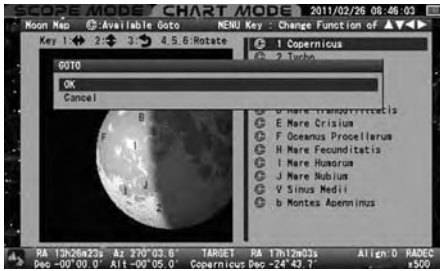 SCOPE MODE CHART MODE 2011/02/26 08:46:03
Moon Map ⒼAvailable Goto MENU Key : Change Function of ▲▼◀▶
Key 1: 2: 3: 4.5.6:Rotate
Ⓖ 1 Copernicus
Ⓖ 2 Tycho
GOTO
OK
Cancel
Ⓖ E Mare Crisium
Ⓖ F Oceanus Procellarum
Ⓖ H Mare Fecunditatis
Ⓖ I Mare Humorum
Ⓖ J Mare Nubium
Ⓖ V Sinus Medii
Ⓖ b Montes Apenninus
B
F
I
J
2
RA 13h26m23s Az 270°03.6' TARGET RA 17h12m03s Align:0 RADEC
Dec -00°00.0' Alt -00°05.0' Copernicus Dec -24°43.7' x500